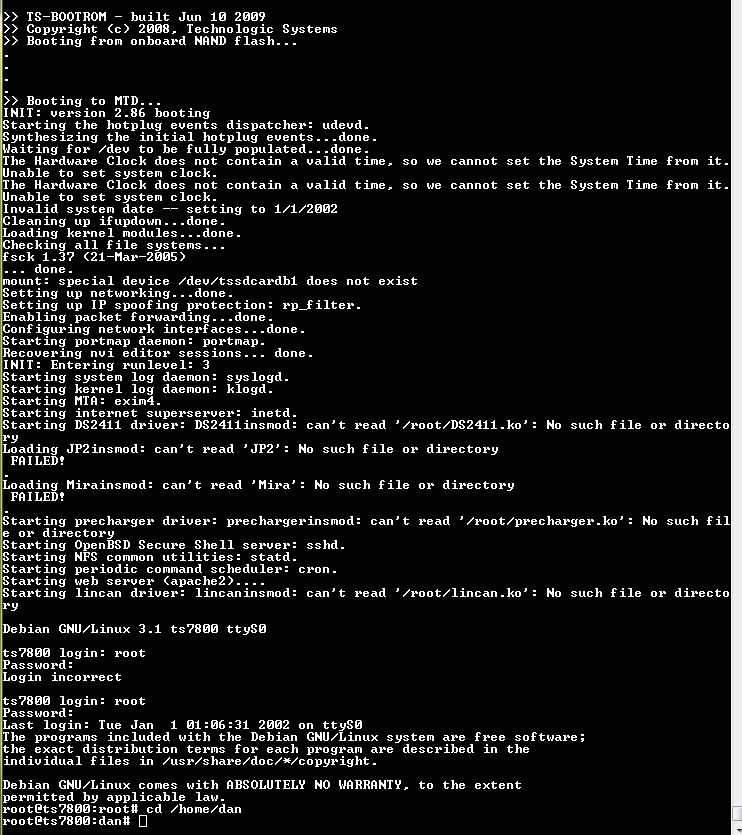 >> TS-BOOTROM - built Jun 10 2009
>> Copyright (c) 2008, Technologic Systems
>> Booting from onboard NAND flash...
.
.
.
.
>> Booting to MTD...
INIT: version 2.86 booting
Starting the hotplug events dispatcher: udevd.
Synthesizing the initial hotplug events...done.
Waiting for /dev to be fully populated...done.
The Hardware Clock does not contain a valid time, so we cannot set the System Time from it.
Unable to set system clock.
The Hardware Clock does not contain a valid time, so we cannot set the System Time from it.
Unable to set system clock.
Invalid system date -- setting to 1/1/2002
Cleaning up ifupdown...done.
Loading kernel modules...done.
Checking all file systems...
fsck 1.37 (21-Mar-2005)
... done.
mount: special device /dev/tssdcardb1 does not exist
Setting up networking...done.
Setting up IP spoofing protection: rp_filter.
Enabling packet forwarding...done.
Configuring network interfaces...done.
Starting portmap daemon: portmap.
Recovering nvi editor sessions... done.
INIT: Entering runlevel: 3
Starting system log daemon: syslogd.
Starting kernel log daemon: klogd.
Starting MTA: exim4.
Starting internet superserver: inetd.
Starting DS2411 driver: DS2411insmod: can't read '/root/DS2411.ko': No such file or directo
ry
Loading JP2insmod: can't read 'JP2': No such file or directory
 FAILED!
.
Loading Mirainsmod: can't read 'Mira': No such file or directory
 FAILED!
.
Starting precharger driver: prechargerinsmod: can't read '/root/precharger.ko': No such fil
e or directory
Starting OpenBSD Secure Shell server: sshd.
Starting NFS common utilities: statd.
Starting periodic command scheduler: cron.
Starting web server (apache2)....
Starting lincan driver: lincaninsmod: can't read '/root/lincan.ko': No such file or directo
ry
Debian GNU/Linux 3.1 ts7800 ttyS0
ts7800 login: root
Password:
Login incorrect
ts7800 login: root
Password:
Last login: Tue Jan  1 01:06:31 2002 on ttyS0
The programs included with the Debian GNU/Linux system are free software;
the exact distribution terms for each program are described in the
individual files in /usr/share/doc/*/copyright.
Debian GNU/Linux comes with ABSOLUTELY NO WARRANTY, to the extent
permitted by applicable law.
root@ts7800:root# cd /home/dan
root@ts7800:dan#